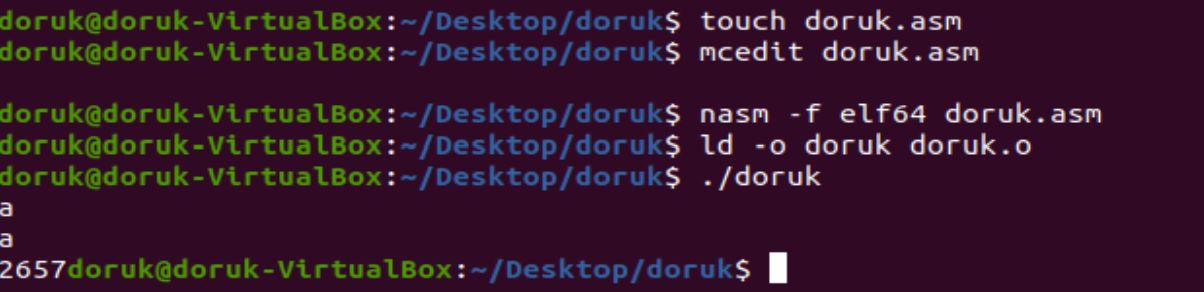 doruk@doruk-VirtualBox:~/Desktop/doruk$ touch doruk.asm
doruk@doruk-VirtualBox:~/Desktop/doruk$ mcedit doruk.asm
doruk@doruk-VirtualBox:~/Desktop/doruk$ nasm -f elf64 doruk.asm
doruk@doruk-VirtualBox:~/Desktop/doruk$ ld -o doruk doruk.o
doruk@doruk-VirtualBox:~/Desktop/doruk$ ./doruk
a
a
2657doruk@doruk-VirtualBox:~/Desktop/doruk$